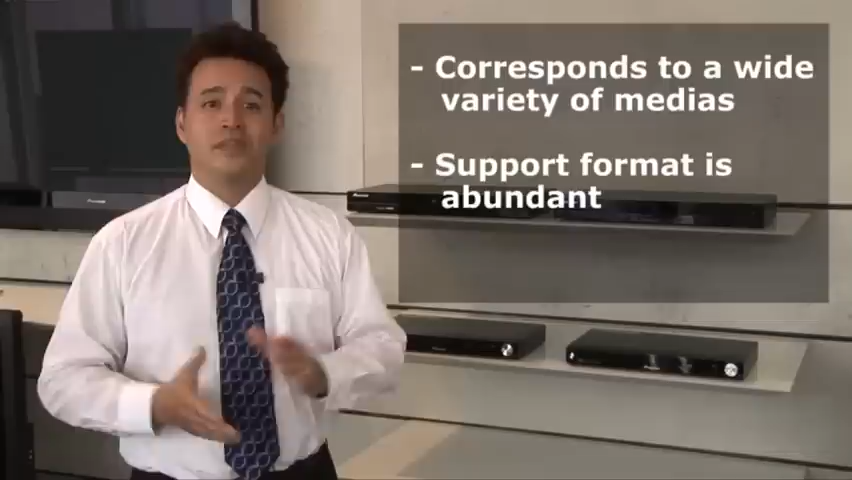 - Corresponds to a wide
variety of medias
- Support format is
abundant